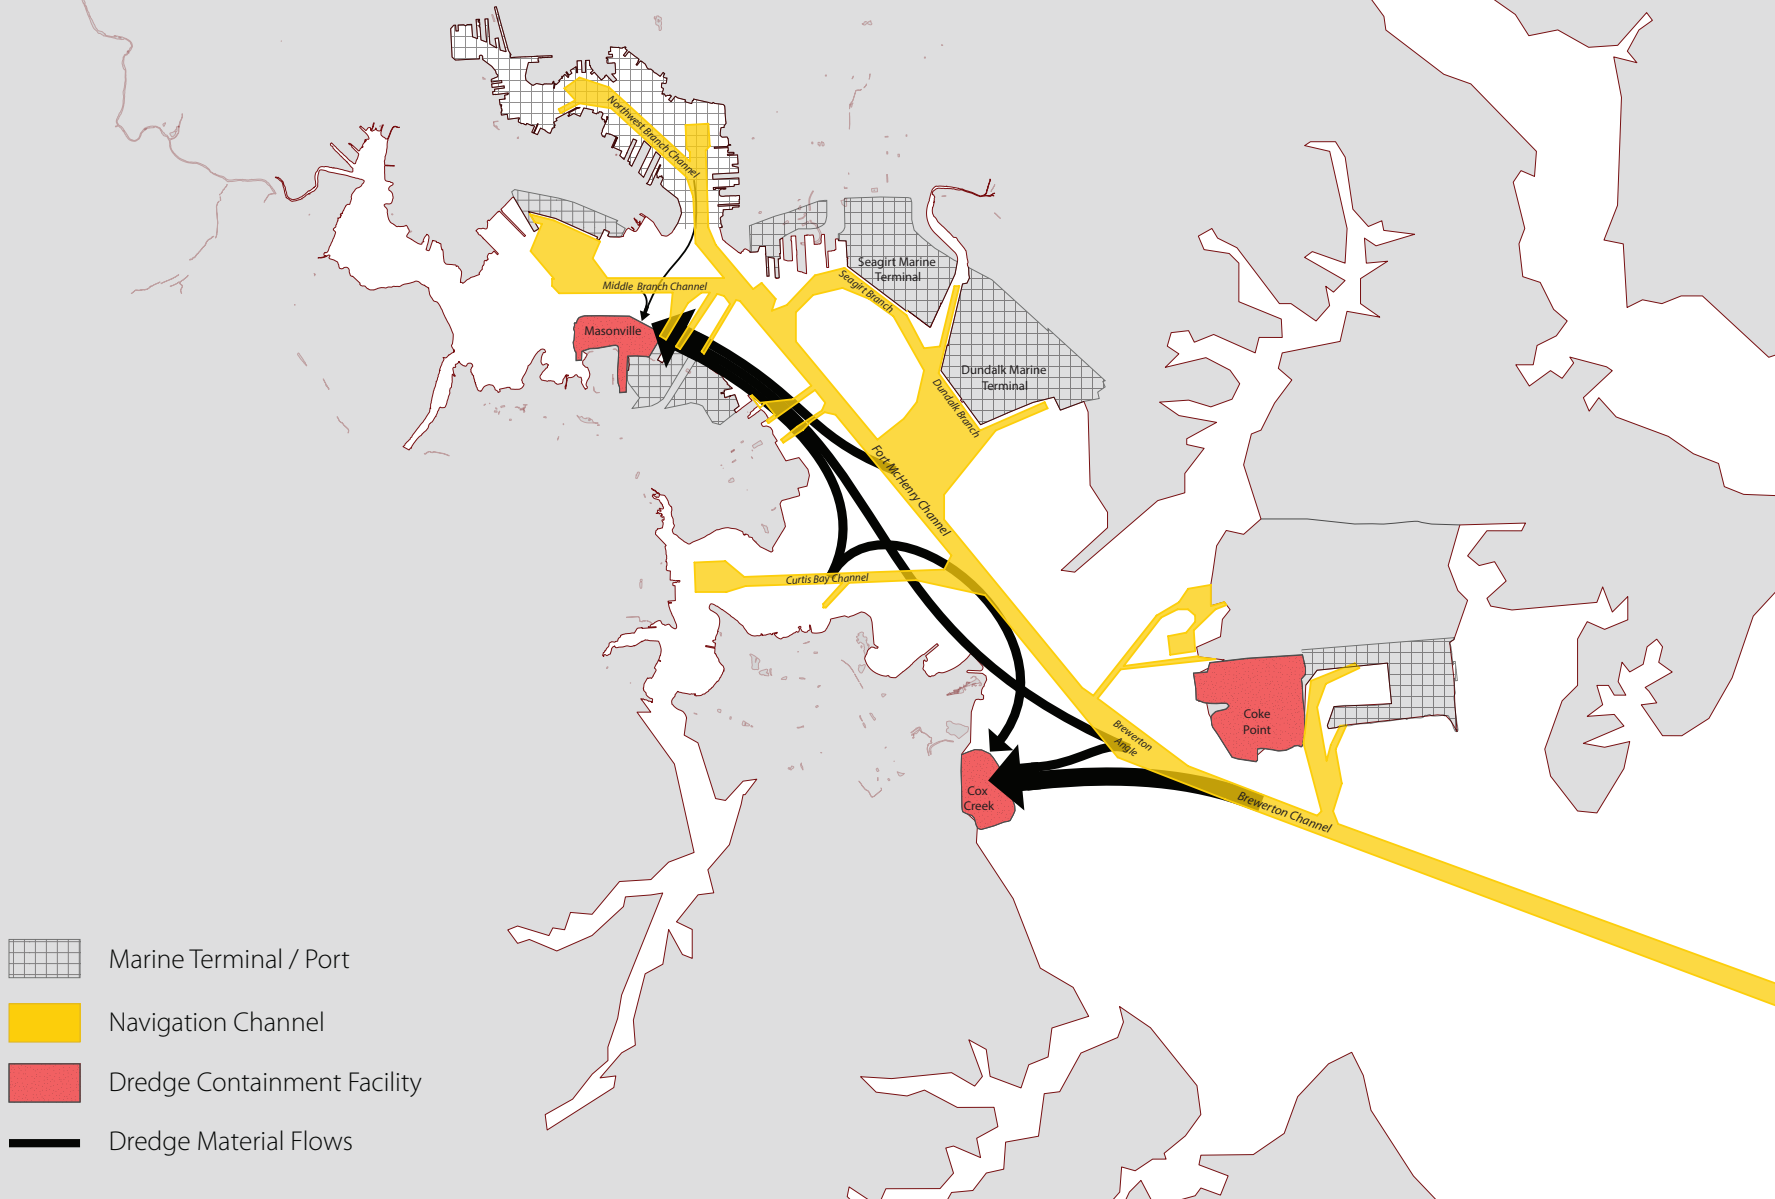 Northwest Branch Channel
Seagirt Marine
Terminal
Middle Branch Channel
Seagirt Branch
Masonville
Dundalk Marine
Terminal
Dundalk Branch
Fort McHenry Channel
Curtis Bay Channel
Coke
Point
Brewerton
Angle
Cox
Creek
Brewerton Channel
Marine Terminal / Port
Navigation Channel
Dredge Containment Facility
Dredge Material Flows